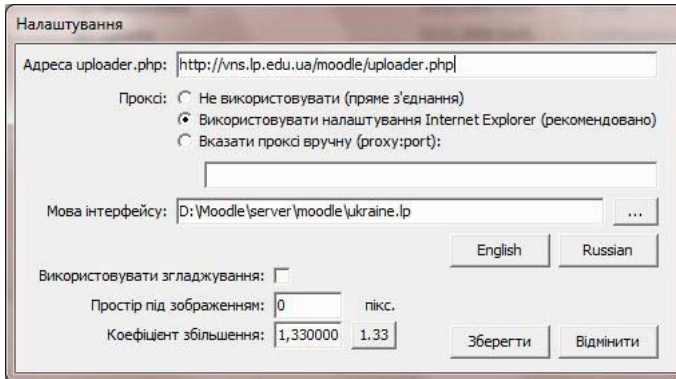 Налаштування
Адреса uploader.php: http://vns.lp.edu.ua/moodle/uploader.php
Проксі: Не використовувати (пряме з'єднання)
Використовувати налаштування Internet Explorer (рекомендовано)
Вказати проксі вручну (proxy:port):
Мова інтерфейсу: D:\Moodle\server\moodle\ukraine.lp ...
English Russian
Використовувати згладжування:
Простір під зображенням: 0 пікс.
Коефіцієнт збільшення: 1,330000 1.33 Зберегти Відмінити